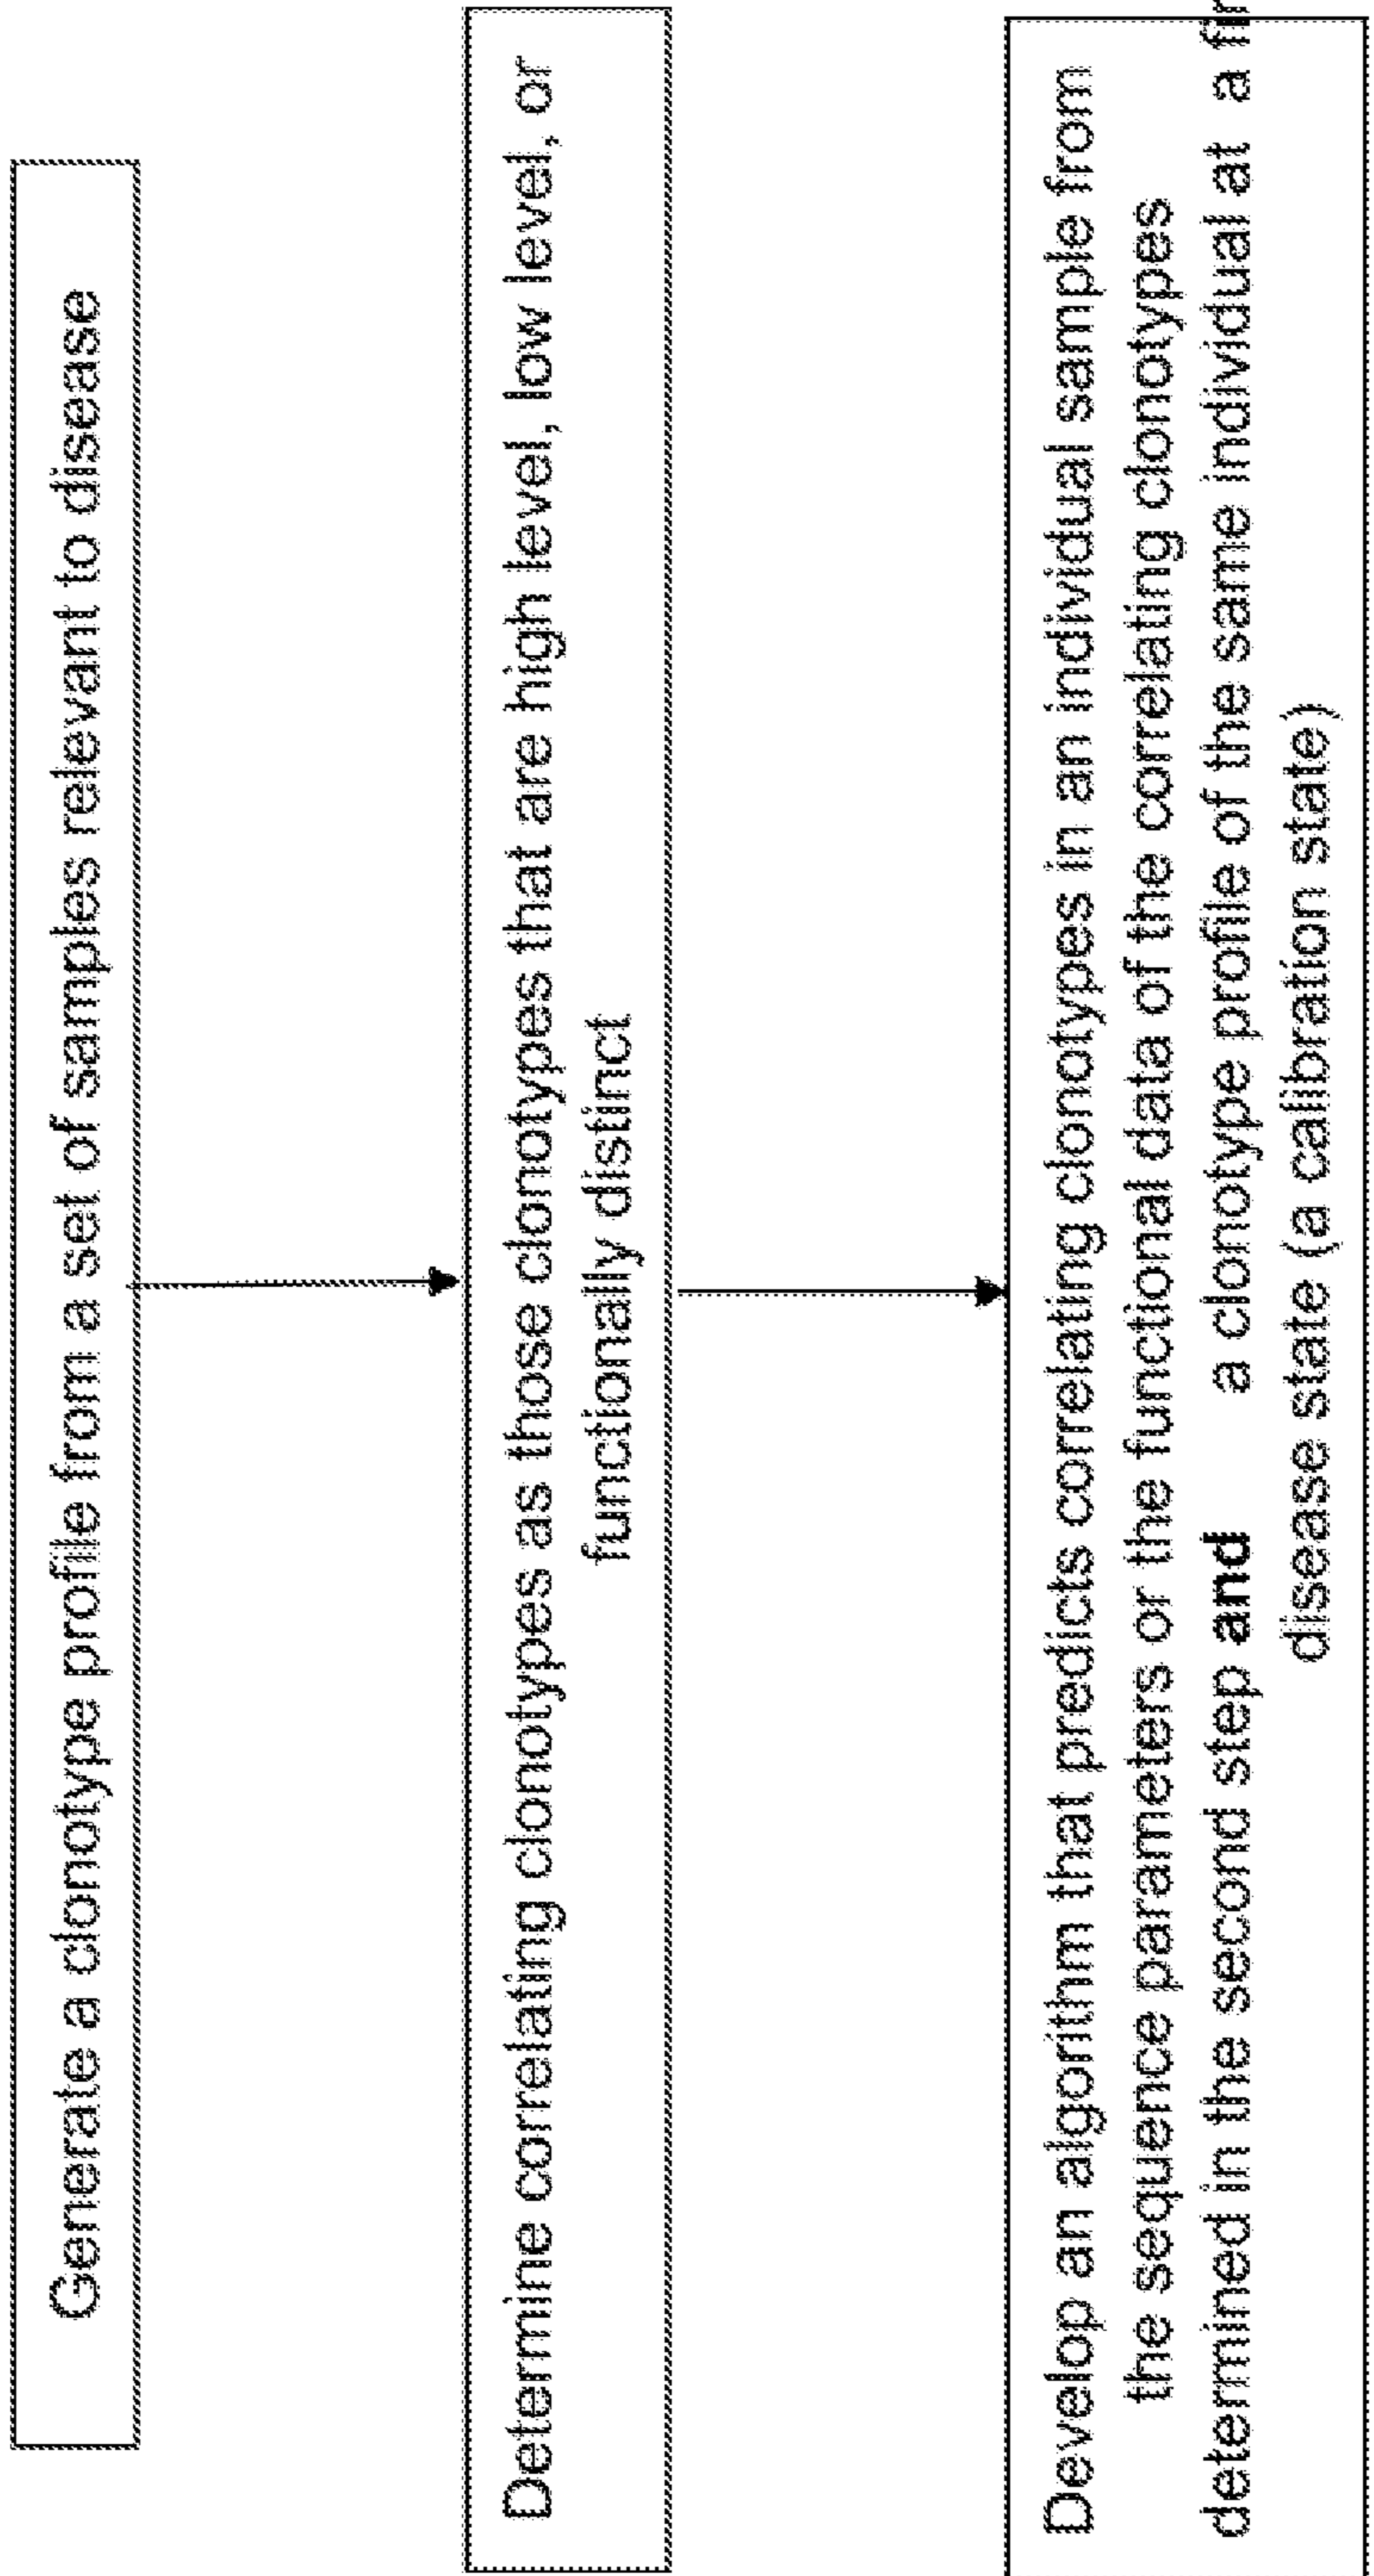 Generate a clonotype profile from a set of samples relevant to disease
Determine correlating clonotypes as those clonotypes that are high level, low level, or
functionally distinct
Develop an algorithm that predicts correlating clonotypes in an individual sample from
the sequence parameters or the functional data of the correlating clonotypes
determined in the second step and a clonotype profile of the same individual at a
disease state (a calibration state)